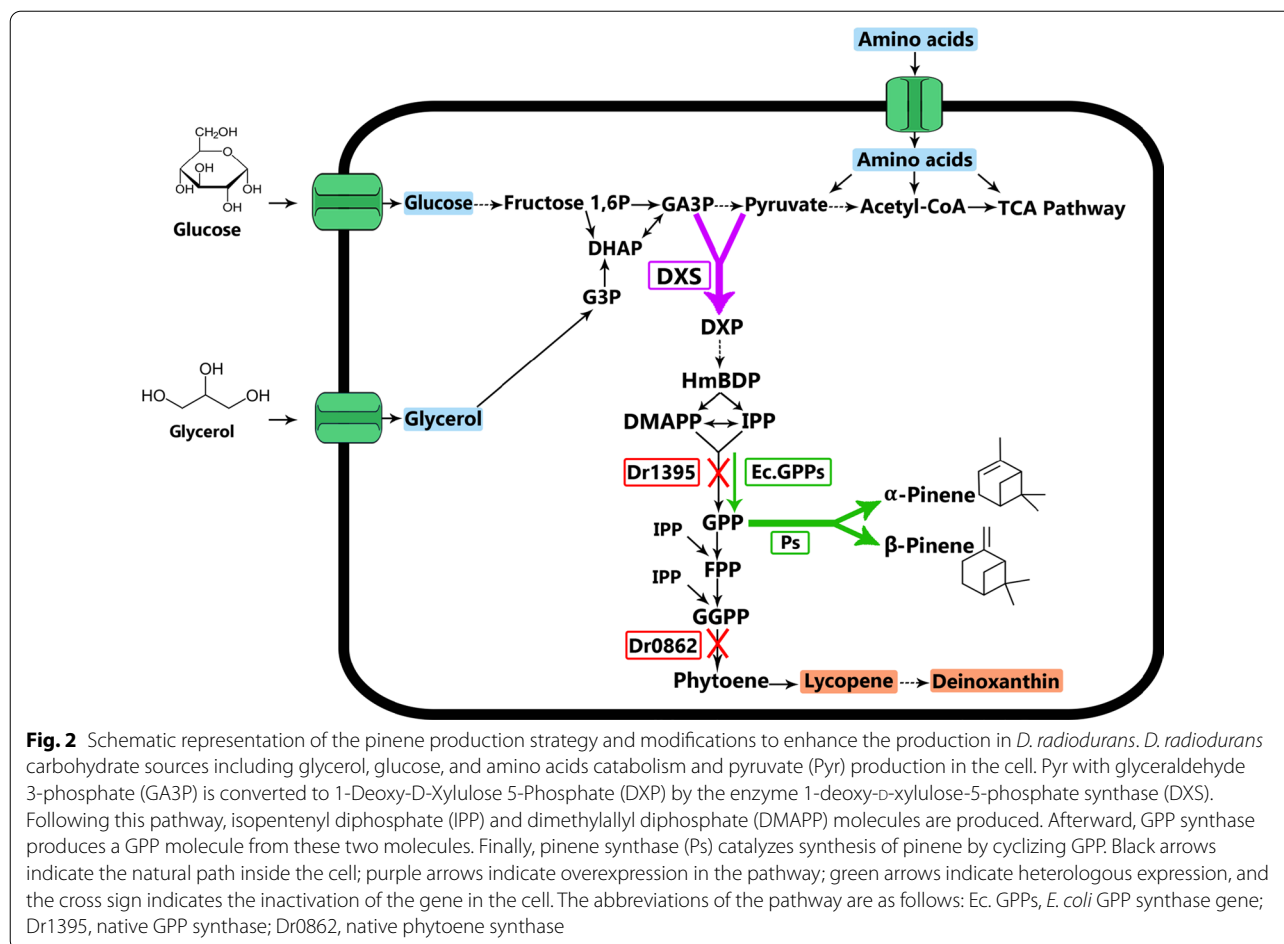 Amino acids
Amino acids
CH₂OH
O
OH
OH
OH
OH
OH
Glucose
Glucose
Fructose 1,6P
GA3P
Pyruvate
Acetyl-CoA
TCA Pathway
DHAP
DXS
G3P
DXP
HmBDP
OH
HO
OH
Glycerol
Glycerol
DMAPP
IPP
Dr1395
Ec.GPPs
α-Pinene
IPP
GPP
Ps
β-Pinene
IPP
FPP
GGPP
Dr0862
Phytoene
Lycopene
Deinoxanthin
Fig. 2 Schematic representation of the pinene production strategy and modifications to enhance the production in D. radiodurans. D. radiodurans
carbohydrate sources including glycerol, glucose, and amino acids catabolism and pyruvate (Pyr) production in the cell. Pyr with glyceraldehyde
3-phosphate (GA3P) is converted to 1-Deoxy-D-Xylulose 5-Phosphate (DXP) by the enzyme 1-deoxy-D-xylulose-5-phosphate synthase (DXS).
Following this pathway, isopentenyl diphosphate (IPP) and dimethylallyl diphosphate (DMAPP) molecules are produced. Afterward, GPP synthase
produces a GPP molecule from these two molecules. Finally, pinene synthase (Ps) catalyzes synthesis of pinene by cyclizing GPP. Black arrows
indicate the natural path inside the cell; purple arrows indicate overexpression in the pathway; green arrows indicate heterologous expression, and
the cross sign indicates the inactivation of the gene in the cell. The abbreviations of the pathway are as follows: Ec. GPPs, E. coli GPP synthase gene;
Dr1395, native GPP synthase; Dr0862, native phytoene synthase